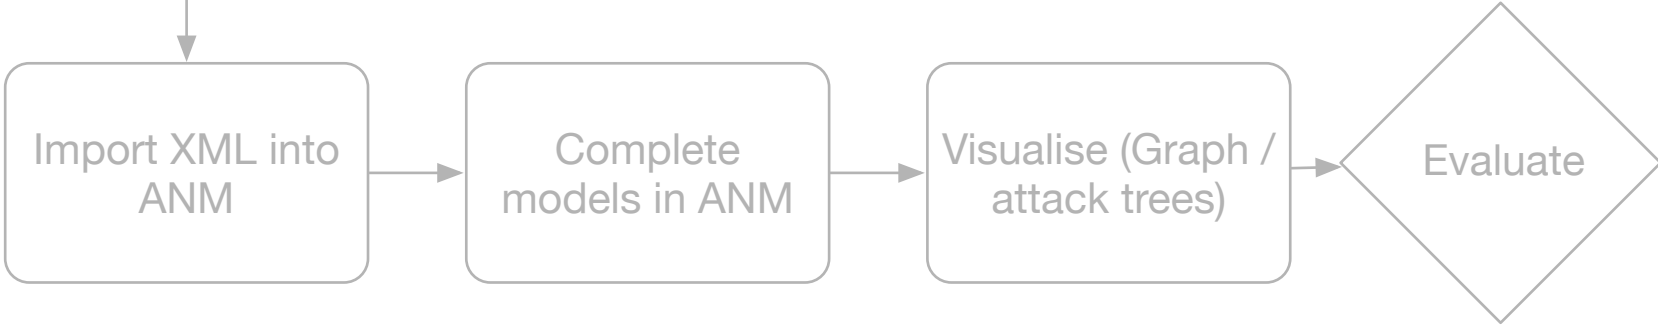 Import XML into
ANM
Complete
models in ANM
Visualise (Graph /
attack trees)
Evaluate